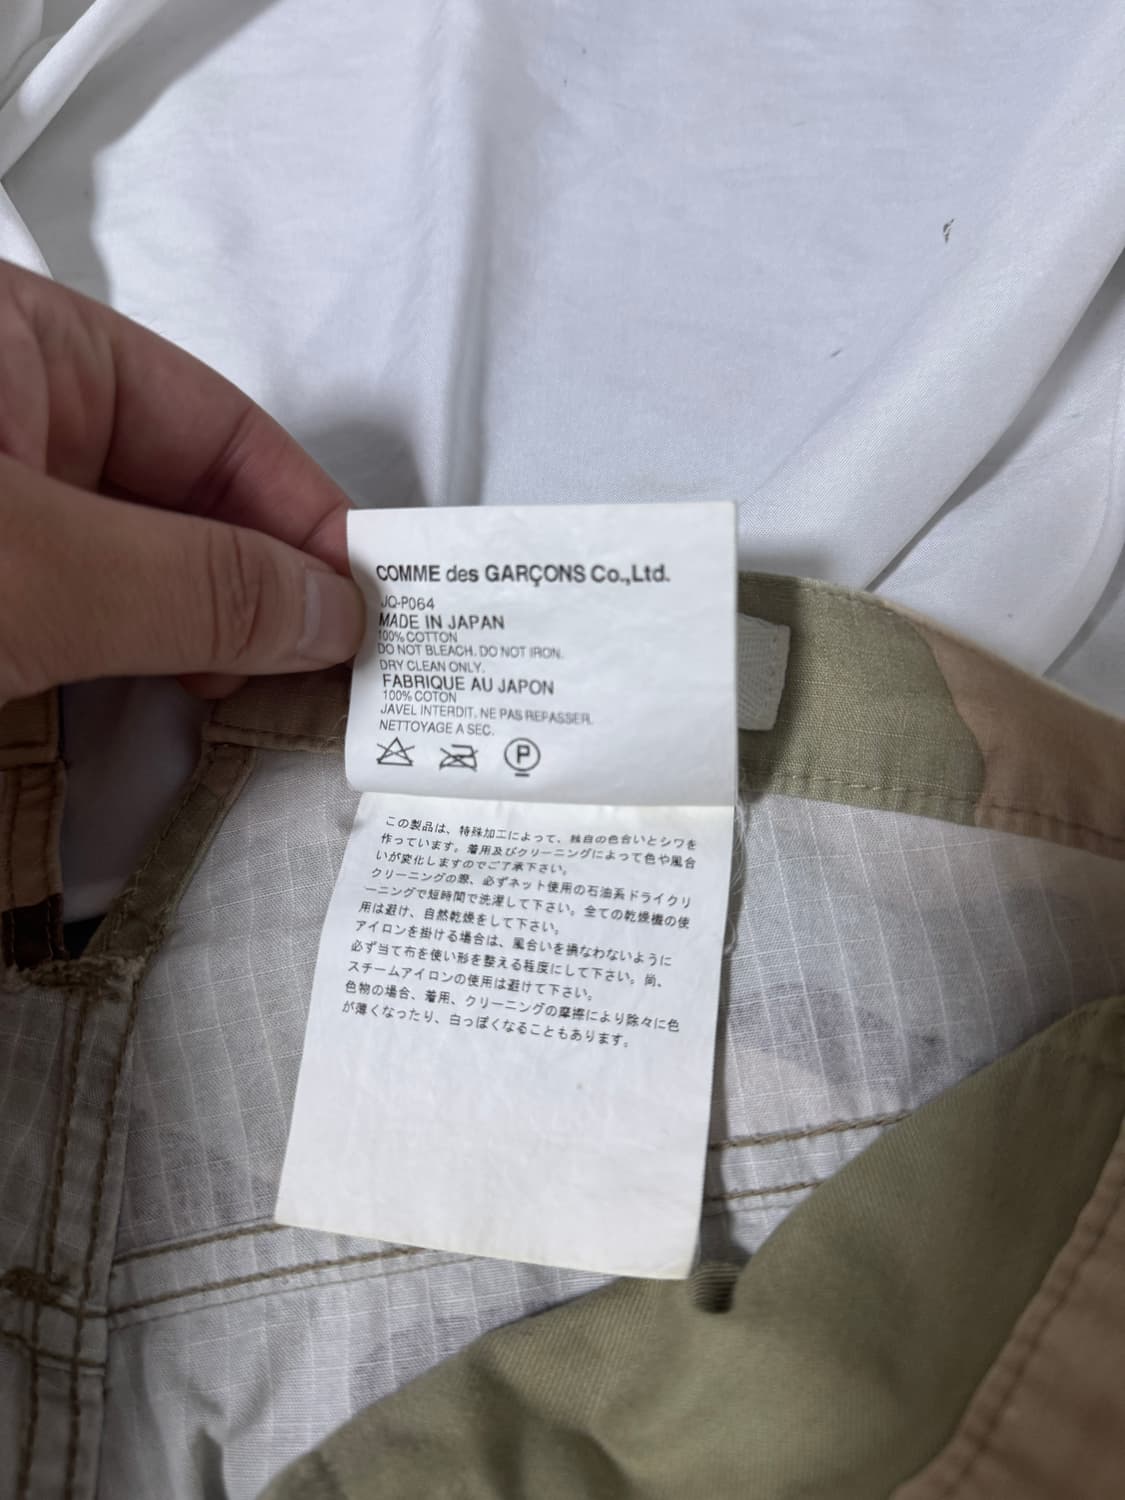 COMME des GARÇONS Co.,Ltd.
JQ-P064
MADE IN JAPAN
100% COTTON
DO NOT BLEACH. DO NOT IRON.
DRY CLEAN ONLY.
FABRIQUE AU JAPON
100% COTON
JAVEL INTERDIT. NE PAS REPASSER.
NETTOYAGE A SEC.
P
この製品は、特殊加工によって、独自の色合いとシワを
作っています。着用及びクリーニングによって色や風合
いが変化しますのでご了承下さい。
クリーニングの際、必ずネット使用の石油系ドライクリ
ーニングで短時間で洗濯して下さい。全ての乾燥機の使
用は避け、自然乾燥をして下さい。
アイロンを掛ける場合は、風合いを損なわないように
必ず当て布を使い形を整える程度にして下さい。尚、
スチームアイロンの使用は避けて下さい。
色物の場合、着用、クリーニングの摩擦により除々に色
が薄くなったり、白っぽくなることもあります。